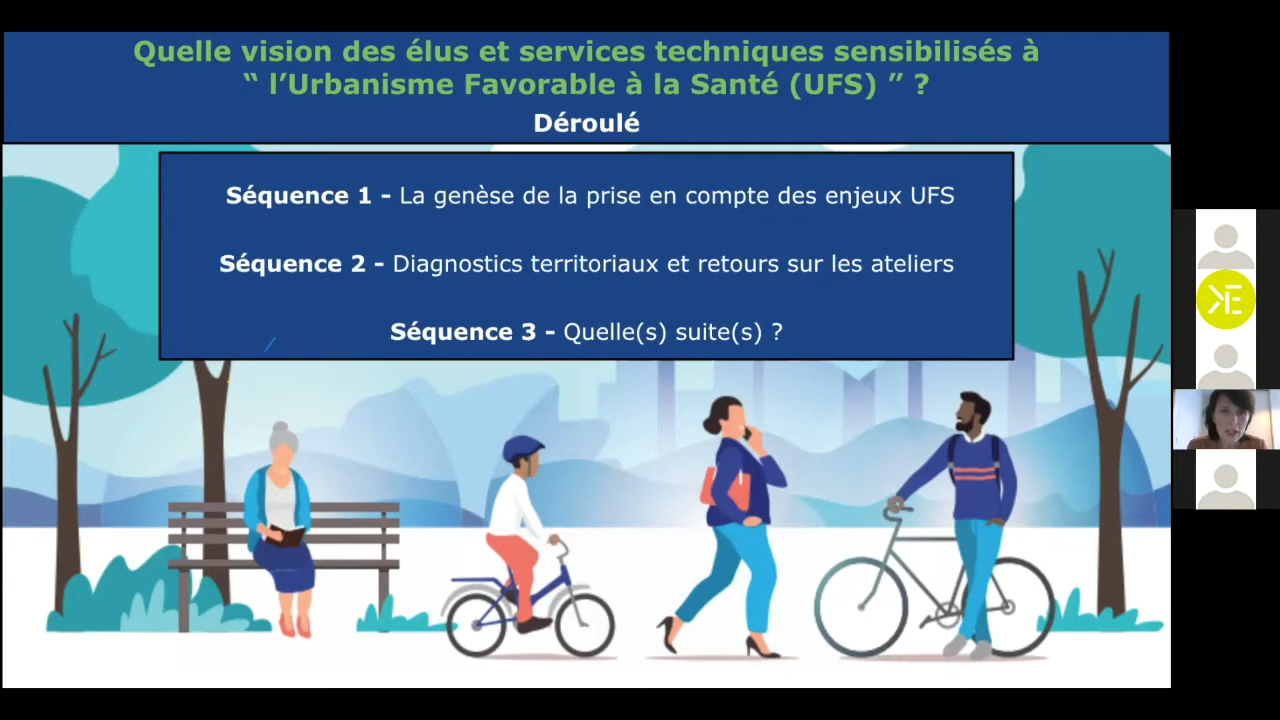 Quelle vision des élus et services techniques sensibilisés à
“ l’Urbanisme Favorable à la Santé (UFS) ” ?
Déroulé
Séquence 1 - La genèse de la prise en compte des enjeux UFS
Séquence 2 - Diagnostics territoriaux et retours sur les ateliers
Séquence 3 - Quelle(s) suite(s) ?